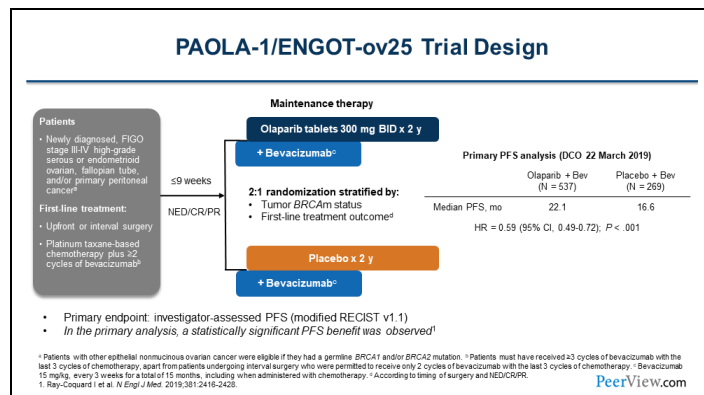 PAOLA-1/ENGOT-ov25 Trial Design
Patients
• Newly diagnosed, FIGO
stage III-IV high-grade
serous or endometrioid
ovarian, fallopian tube,
and/or primary peritoneal
cancerᵃ
First-line treatment:
• Upfront or interval surgery
• Platinum taxane-based
chemotherapy plus ≥2
cycles of bevacizumabᵇ
≤9 weeks
NED/CR/PR
Maintenance therapy
Olaparib tablets 300 mg BID x 2 y
+ Bevacizumabᶜ
2:1 randomization stratified by:
• Tumor BRCAm status
• First-line treatment outcomeᵈ
Placebo x 2 y
+ Bevacizumabᶜ
Primary PFS analysis (DCO 22 March 2019)
Olaparib + Bev Placebo + Bev
(N = 537) (N = 269)
Median PFS, mo 22.1 16.6
HR = 0.59 (95% CI, 0.49-0.72); P < .001
• Primary endpoint: investigator-assessed PFS (modified RECIST v1.1)
• In the primary analysis, a statistically significant PFS benefit was observed¹
ᵃ Patients with other epithelial nonmucinous ovarian cancer were eligible if they had a germline BRCA1 and/or BRCA2 mutation. ᵇ Patients must have received ≥3 cycles of bevacizumab with the
last 3 cycles of chemotherapy, apart from patients undergoing interval surgery who were permitted to receive only 2 cycles of bevacizumab with the last 3 cycles of chemotherapy. ᶜ Bevacizumab
15 mg/kg, every 3 weeks for a total of 15 months, including when administered with chemotherapy. ᵈ According to timing of surgery and NED/CR/PR.
1. Ray-Coquard I et al. N Engl J Med. 2019;381:2416-2428.
PeerView.com